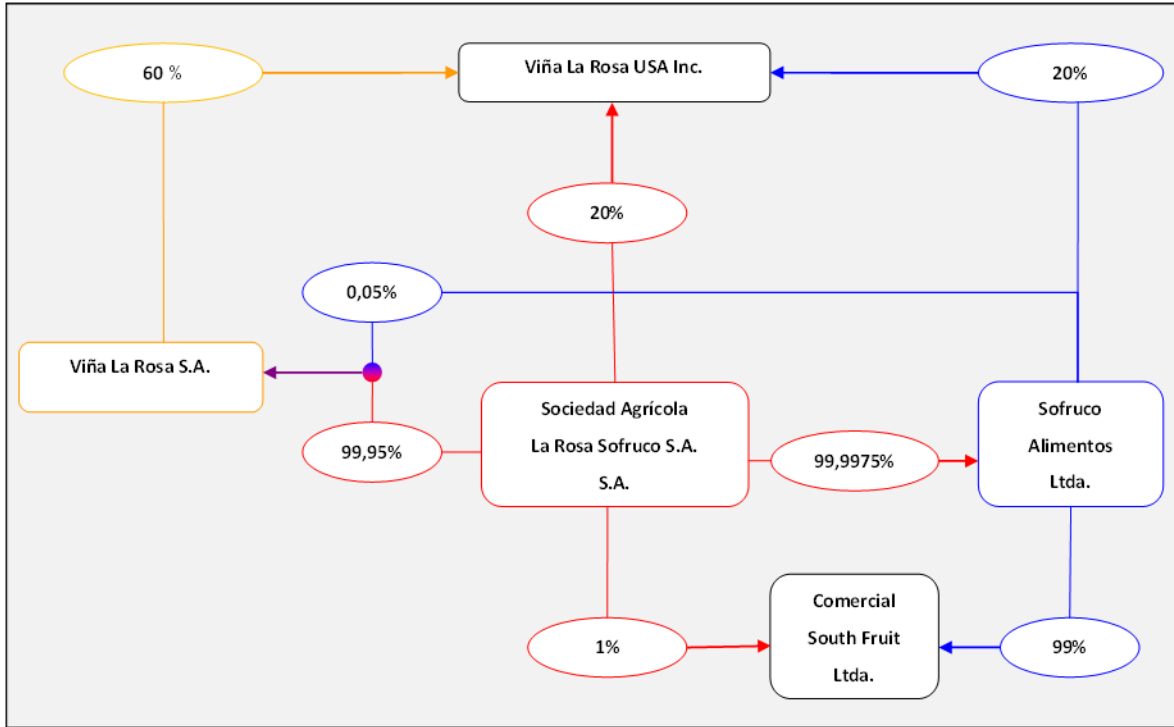 60 %
Viña La Rosa USA Inc.
20%
20%
0,05%
Viña La Rosa S.A.
99,95%
Sociedad Agrícola
La Rosa Sofruco S.A.
S.A.
99,9975%
Sofruco
Alimentos
Ltda.
1%
Comercial
South Fruit
Ltda.
99%